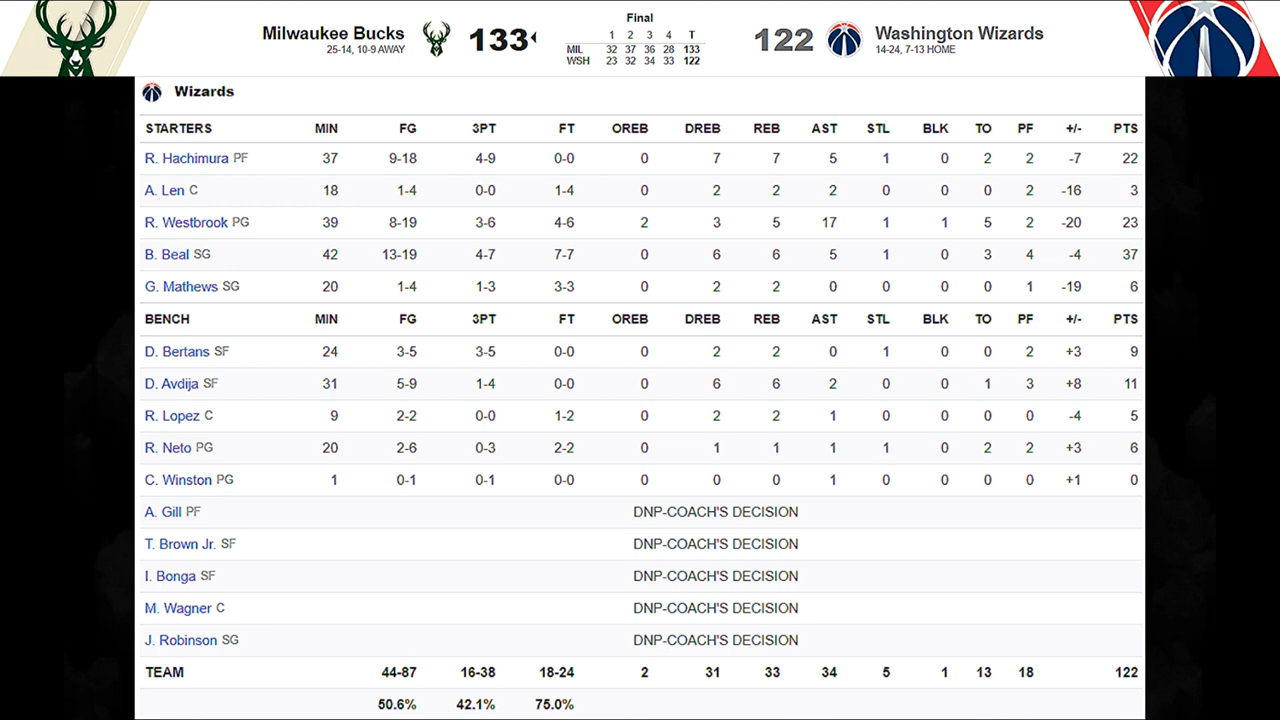 Final
Milwaukee Bucks 133 122 Washington Wizards
25-14, 10-9 AWAY 14-24, 7-13 HOME
1 2 3 4 T
MIL 32 37 36 28 133
WSH 23 32 34 33 122
Wizards
STARTERS MIN FG 3PT FT OREB DREB REB AST STL BLK TO PF +/- PTS
R. Hachimura PF 37 9-18 4-9 0-0 0 7 7 5 1 0 2 2 -7 22
A. Len C 18 1-4 0-0 1-4 0 2 2 2 0 0 0 2 -16 3
R. Westbrook PG 39 8-19 3-6 4-6 2 3 5 17 1 1 5 2 -20 23
B. Beal SG 42 13-19 4-7 7-7 0 6 6 5 1 0 3 4 -4 37
G. Mathews SG 20 1-4 1-3 3-3 0 2 2 0 0 0 0 1 -19 6
BENCH MIN FG 3PT FT OREB DREB REB AST STL BLK TO PF +/- PTS
D. Bertans SF 24 3-5 3-5 0-0 0 2 2 0 1 0 0 2 +3 9
D. Avdija SF 31 5-9 1-4 0-0 0 6 6 2 0 0 1 3 +8 11
R. Lopez C 9 2-2 0-0 1-2 0 2 2 1 0 0 0 0 -4 5
R. Neto PG 20 2-6 0-3 2-2 0 1 1 1 1 0 2 2 +3 6
C. Winston PG 1 0-1 0-1 0-0 0 0 0 1 0 0 0 0 +1 0
A. Gill PF DNP-COACH'S DECISION
T. Brown Jr. SF DNP-COACH'S DECISION
I. Bonga SF DNP-COACH'S DECISION
M. Wagner C DNP-COACH'S DECISION
J. Robinson SG DNP-COACH'S DECISION
TEAM 44-87 16-38 18-24 2 31 33 34 5 1 13 18 122
50.6% 42.1% 75.0%